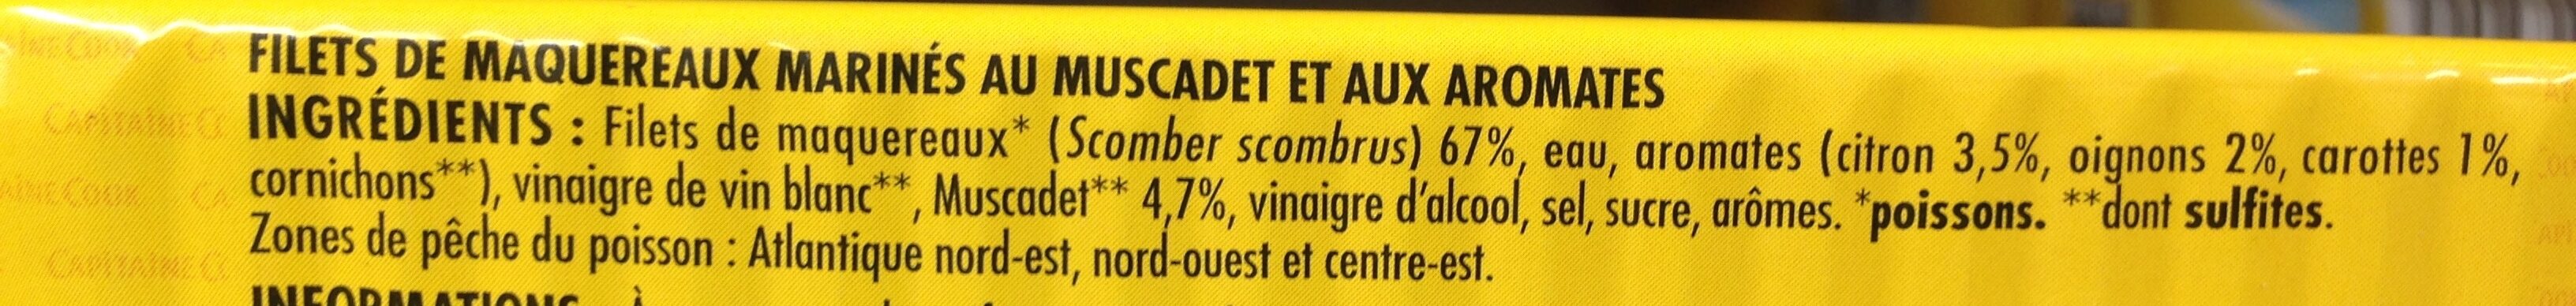 FILETS DE MAQUEREAUX MARINÉS AU MUSCADET ET AUX AROMATES
INGRÉDIENTS : Filets de maquereaux* (Scomber scombrus) 67%, eau, aromates (citron 3,5%, oignons 2%, carottes 1%,
cornichons**), vinaigre de vin blanc**, Muscadet** 4,7%, vinaigre d'alcool, sel, sucre, arômes. *poissons. **dont sulfites.
Zones de pêche du poisson : Atlantique nord-est, nord-ouest et centre-est.